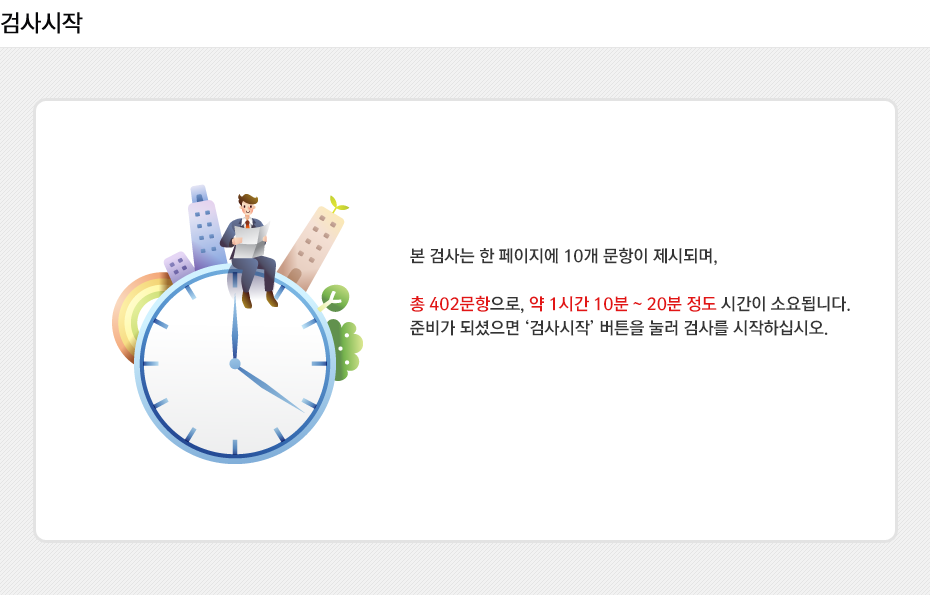 검사시작
본 검사는 한 페이지에 10개 문항이 제시되며,
총 402문항으로, 약 1시간 10분 ~ 20분 정도 시간이 소요됩니다.
준비가 되셨으면 ‘검사시작’ 버튼을 눌러 검사를 시작하십시오.